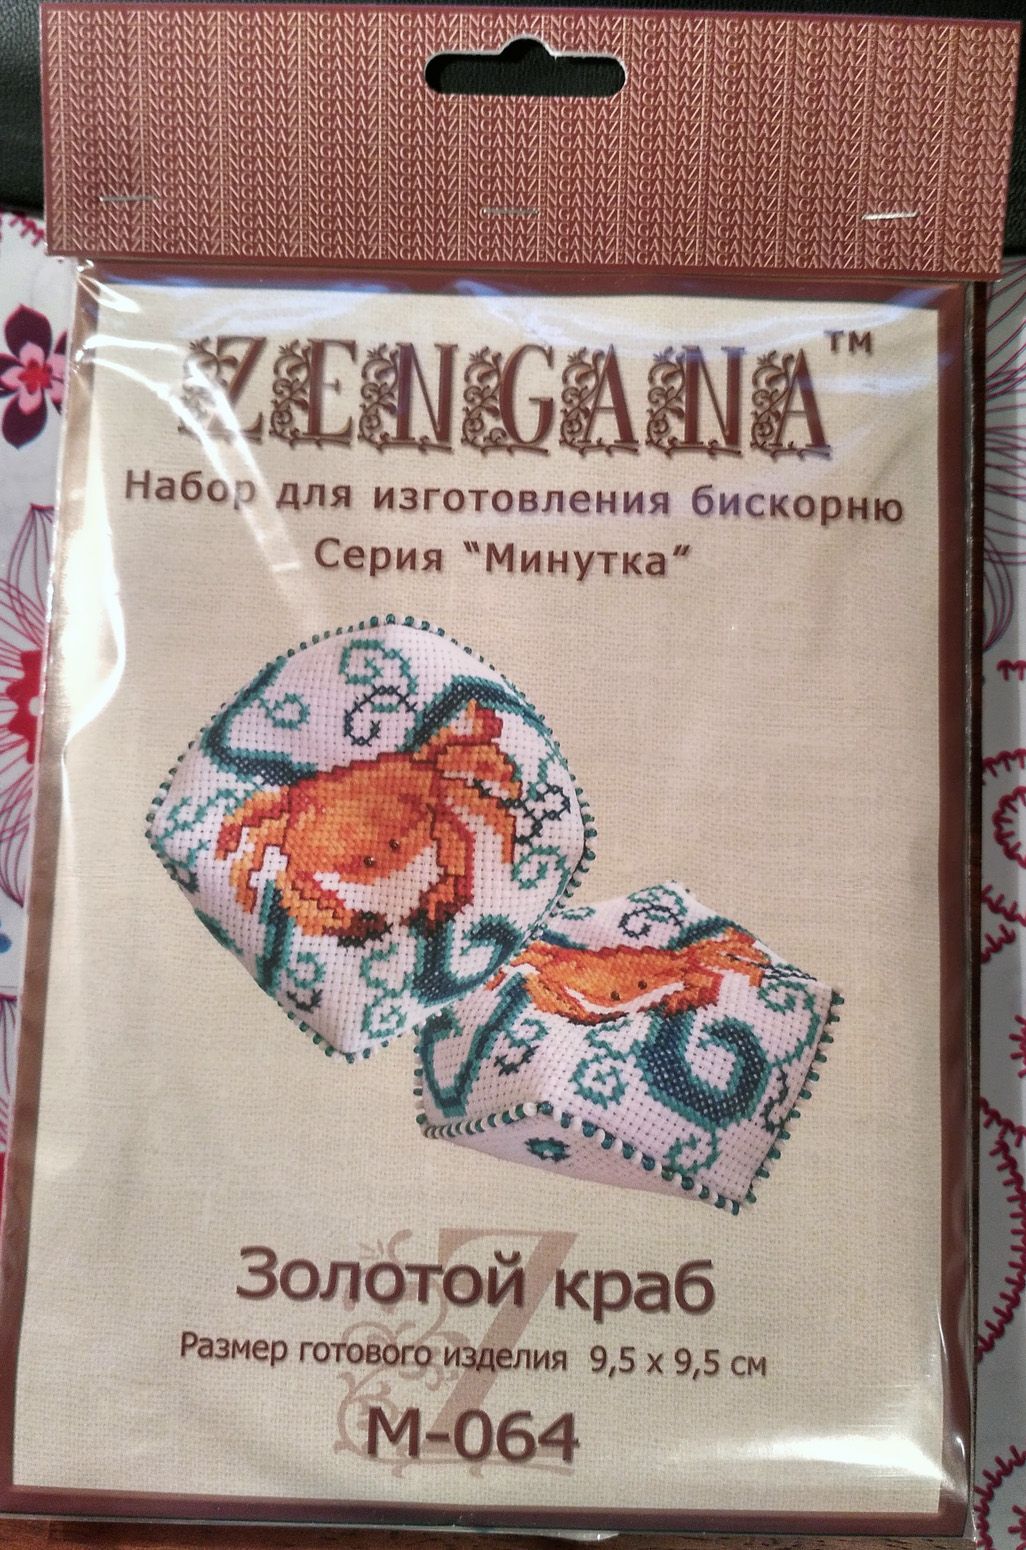 ZENGANA™
Набор для изготовления бискорню
Серия “Минутка”
Золотой краб
Размер готового изделия 9,5 х 9,5 см
М-064